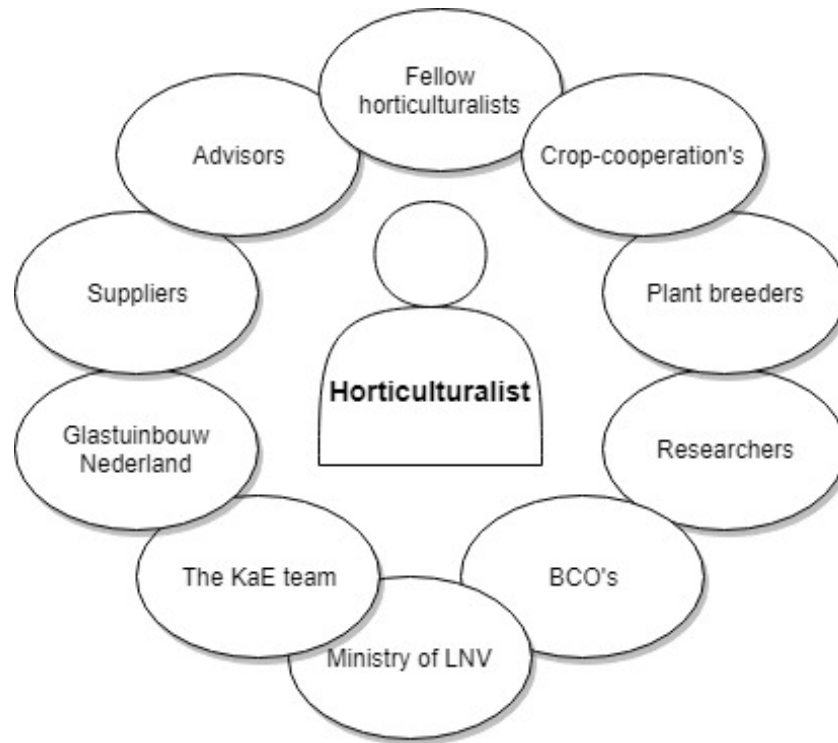 Fellow
horticulturalists
Advisors
Crop-cooperation's
Suppliers
Plant breeders
Horticulturalist
Glastuinbouw
Nederland
Researchers
The KaE team
BCO's
Ministry of LNV